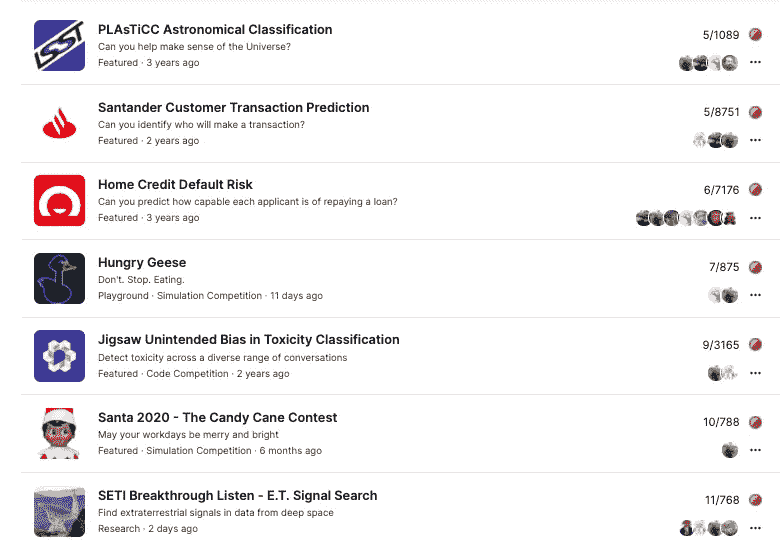 LSST
PLAsTiCC Astronomical Classification
Can you help make sense of the Universe?
Featured · 3 years ago
5/1089
Santander Customer Transaction Prediction
Can you identify who will make a transaction?
Featured · 2 years ago
5/8751
Home Credit Default Risk
Can you predict how capable each applicant is of repaying a loan?
Featured · 3 years ago
6/7176
Hungry Geese
Don't. Stop. Eating.
Playground · Simulation Competition · 11 days ago
7/875
Jigsaw Unintended Bias in Toxicity Classification
Detect toxicity across a diverse range of conversations
Featured · Code Competition · 2 years ago
9/3165
Santa 2020 - The Candy Cane Contest
May your workdays be merry and bright
Featured · Simulation Competition · 6 months ago
10/788
SETI Breakthrough Listen - E.T. Signal Search
Find extraterrestrial signals in data from deep space
Research · 2 days ago
11/768